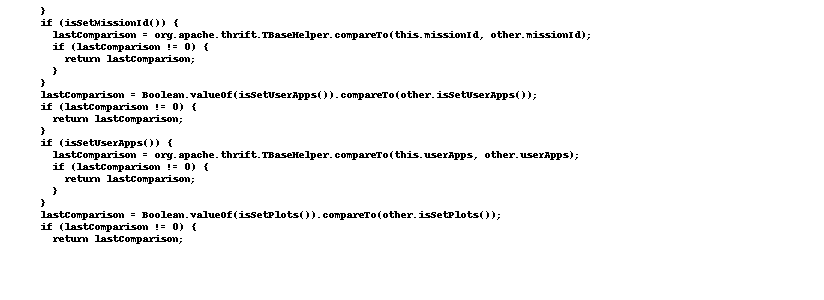 }
if (isSetMissionId()) {
lastComparison = org.apache.thrift.TBaseHelper.compareTo(this.missionId, other.missionId);
if (lastComparison != 0) {
return lastComparison;
}
}
lastComparison = Boolean.valueOf(isSetUserApps()).compareTo(other.isSetUserApps());
if (lastComparison != 0) {
return lastComparison;
}
if (isSetUserApps()) {
lastComparison = org.apache.thrift.TBaseHelper.compareTo(this.userApps, other.userApps);
if (lastComparison != 0) {
return lastComparison;
}
}
lastComparison = Boolean.valueOf(isSetPlots()).compareTo(other.isSetPlots());
if (lastComparison != 0) {
return lastComparison;